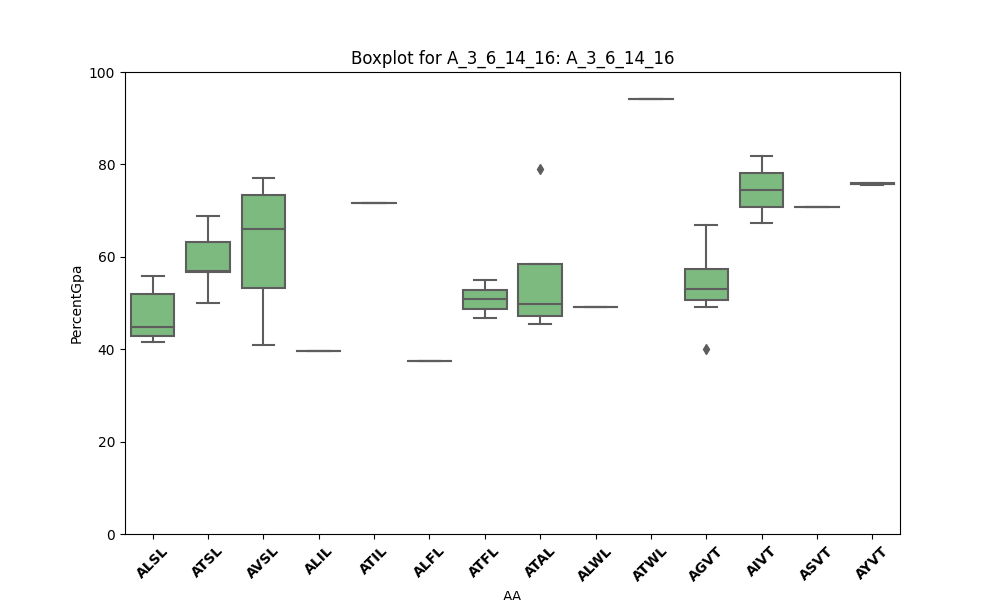 Boxplot for A_3_6_14_16: A_3_6_14_16
PercentGpa
100
80
60
40
20
0
ALSL ATSL AVSL ALIL ATIL ALFL ATFL ATAL ALWL ATWL AGVT AIVT ASVT AYVT
AA